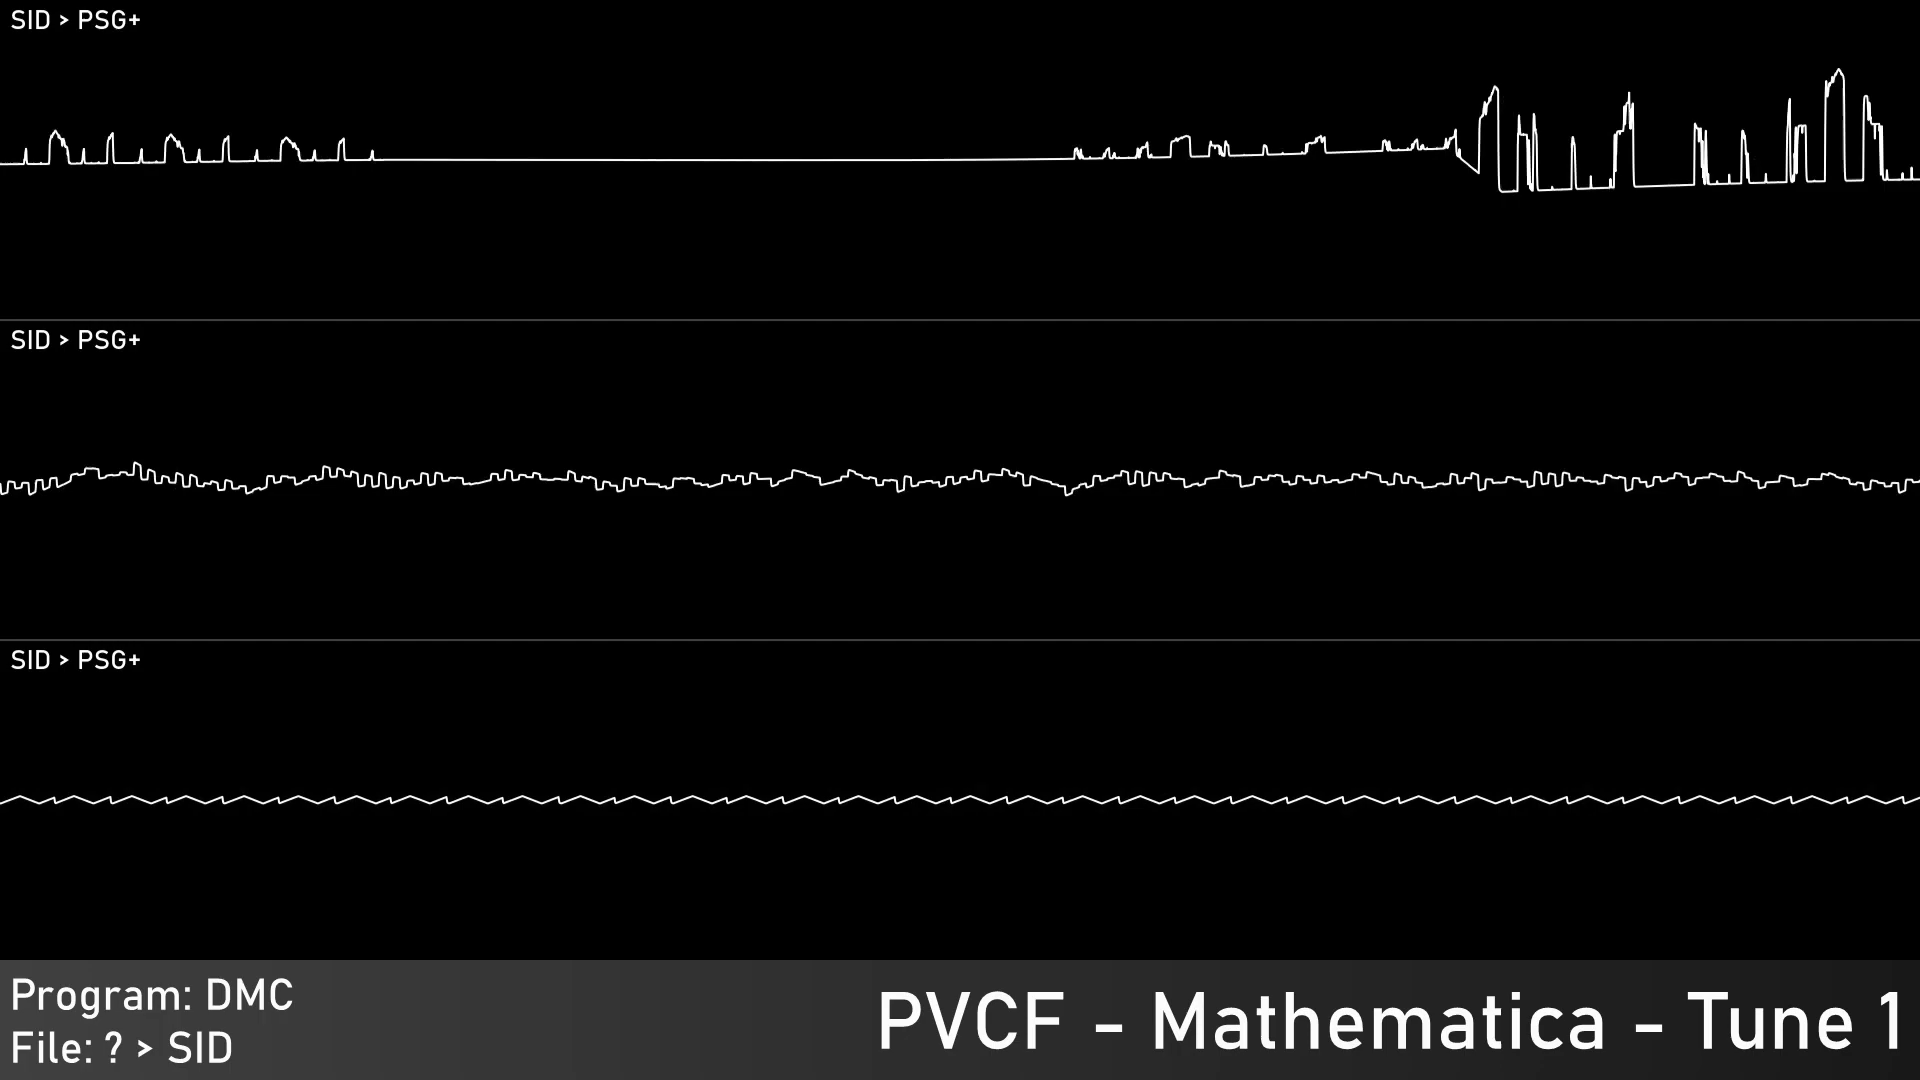 SID > PSG+
SID > PSG+
SID > PSG+
Program: DMC
File: ? > SID
PVCF - Mathematica - Tune 1